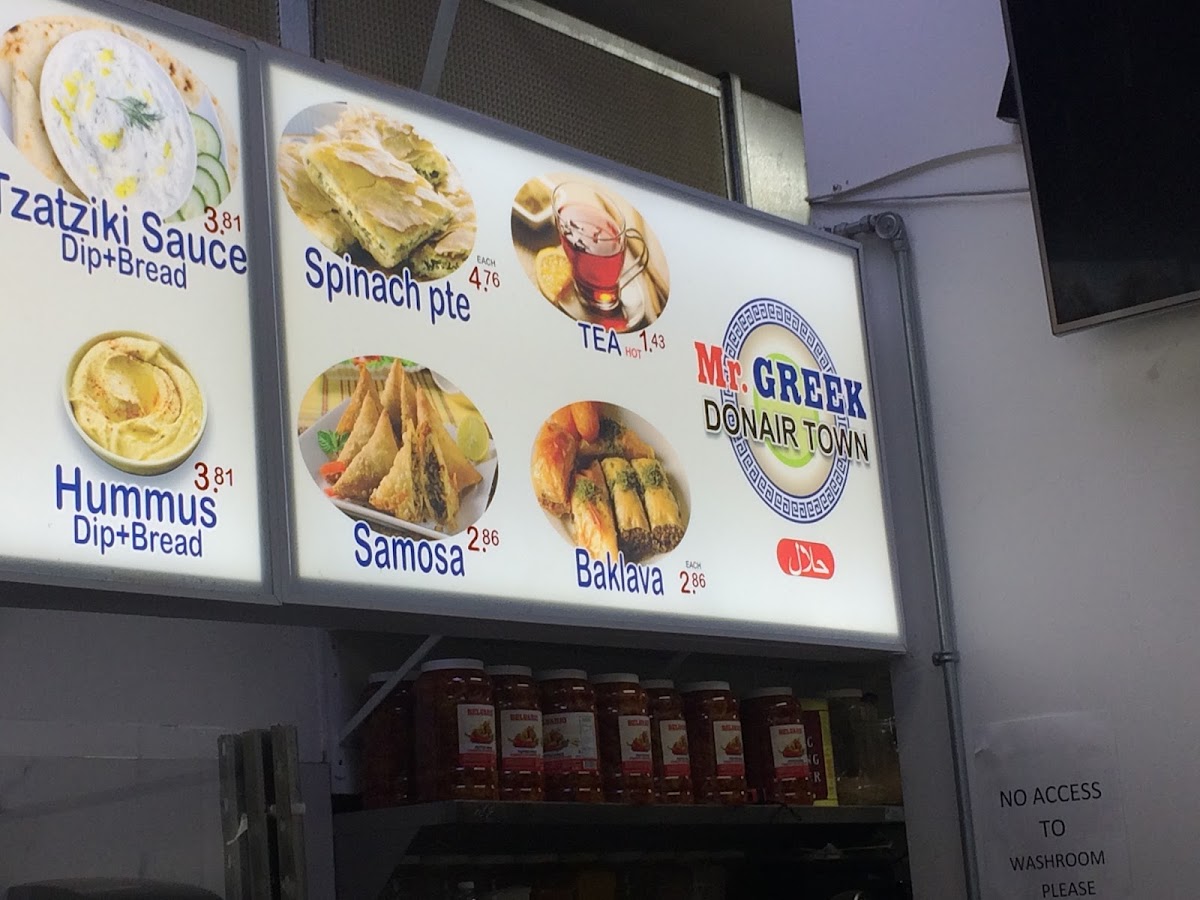 Tzatziki Sauce
3.81
Dip+Bread
Hummus
3.81
Dip+Bread
Spinach pte
EACH
4.76
TEA HOT 1.43
Samosa 2.86
Baklava
EACH
2.86
Mr. GREEK
DONAIR TOWN
حلال
NO ACCESS
TO
WASHROOM
PLEASE